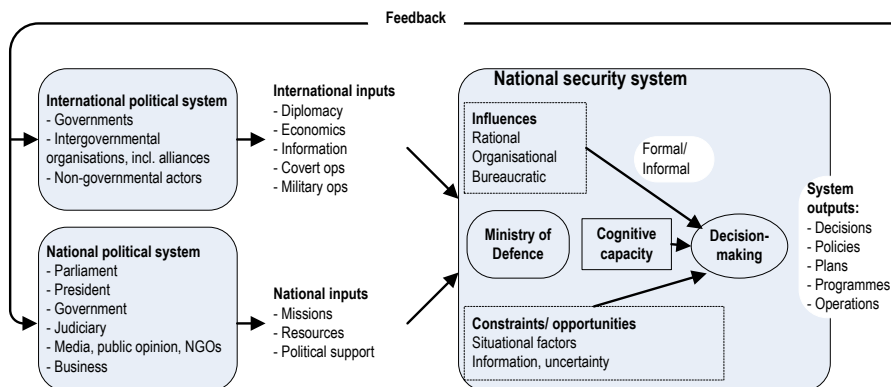 Feedback
International political system
- Governments
- Intergovernmental
organisations, incl. alliances
- Non-governmental actors
International inputs
- Diplomacy
- Economics
- Information
- Covert ops
- Military ops
National political system
- Parliament
- President
- Government
- Judiciary
- Media, public opinion, NGOs
- Business
National inputs
- Missions
- Resources
- Political support
National security system
Influences
Rational
Organisational
Bureaucratic
Formal/
Informal
Ministry of
Defence
Cognitive
capacity
Decision-
making
Constraints/ opportunities
Situational factors
Information, uncertainty
System
outputs:
- Decisions
- Policies
- Plans
- Programmes
- Operations